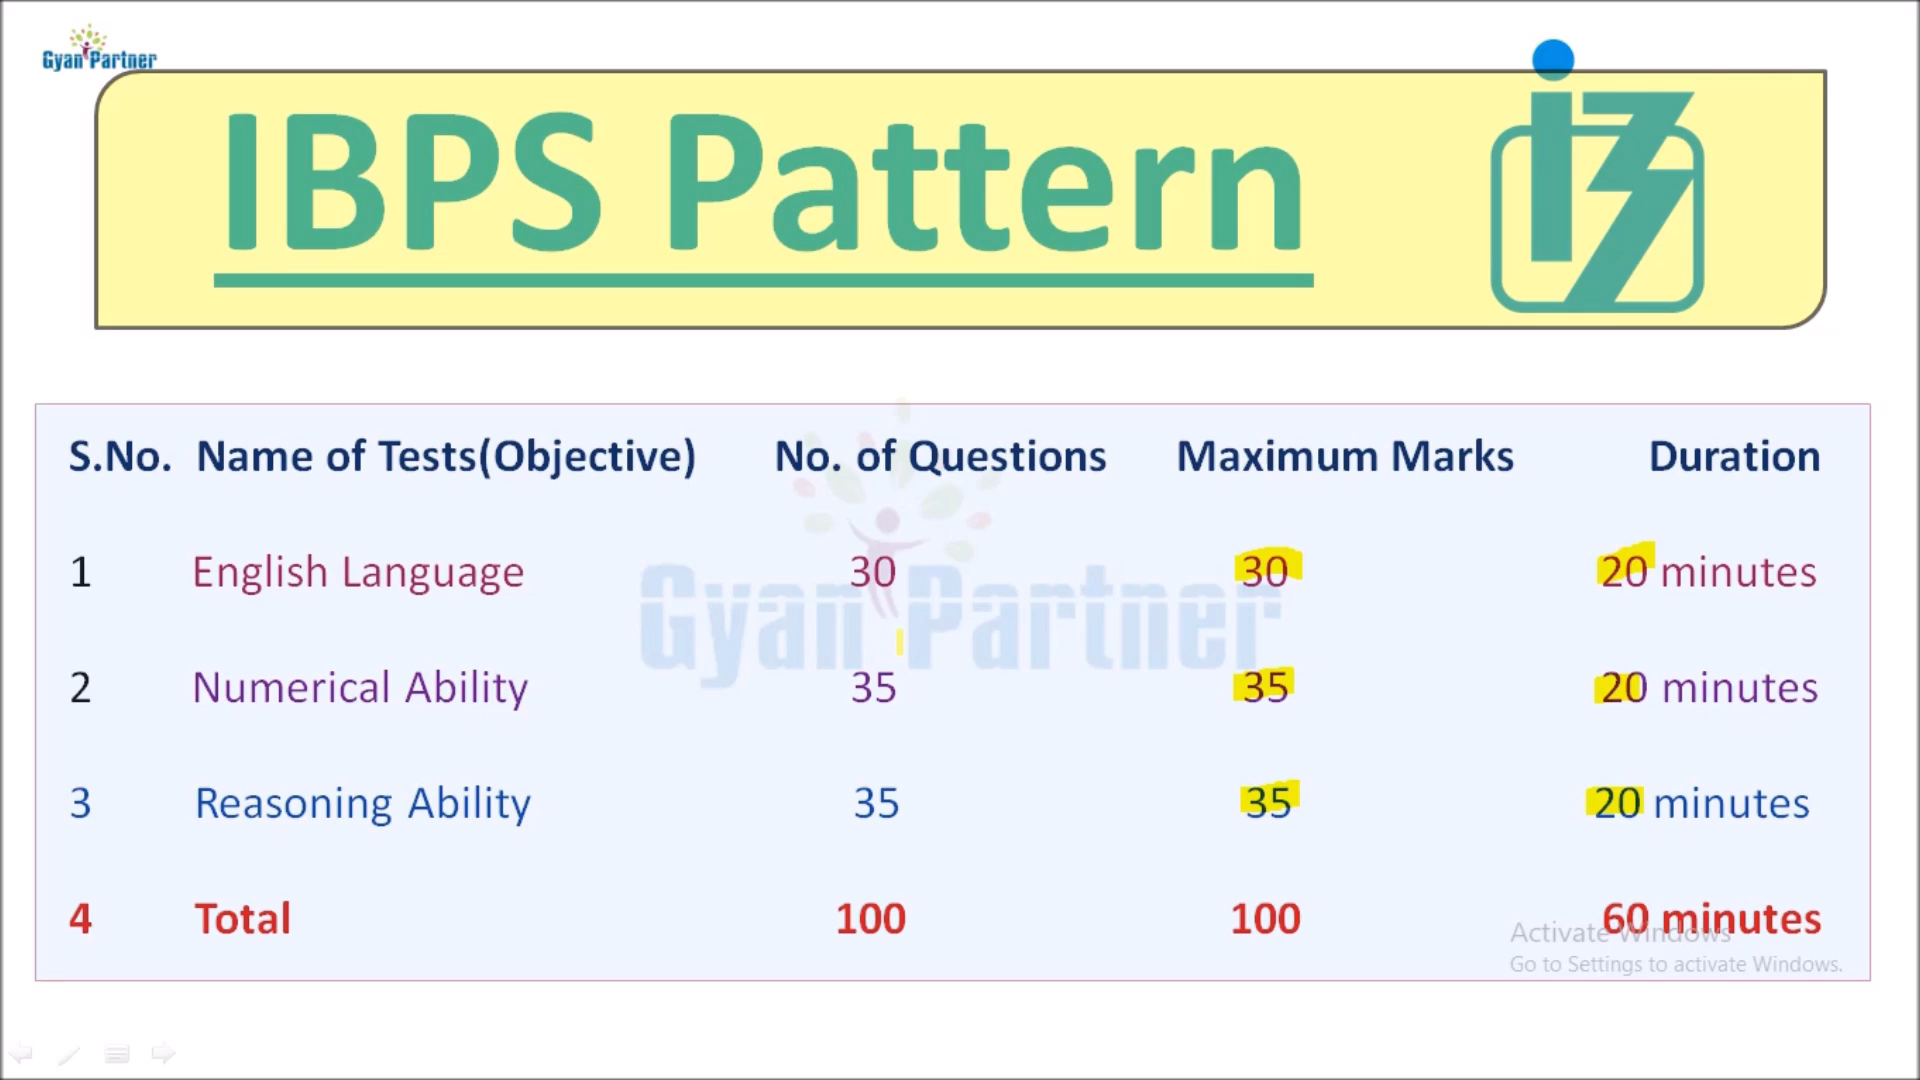 Gyan Partner
IBPS Pattern
S.No. Name of Tests(Objective) No. of Questions Maximum Marks Duration
1 English Language 30 30 20 minutes
Gyan Partner
2 Numerical Ability 35 35 20 minutes
3 Reasoning Ability 35 35 20 minutes
4 Total 100 100 60 minutes
Activate Windows
Go to Settings to activate Windows.